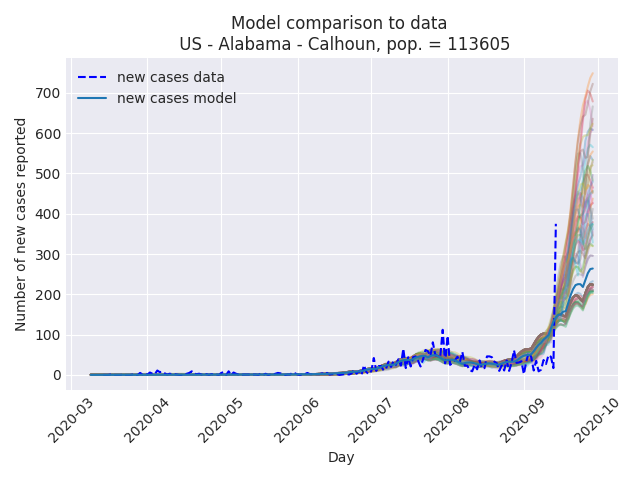 Model comparison to data
US - Alabama - Calhoun, pop. = 113605
new cases data
new cases model
Number of new cases reported
700
600
500
400
300
200
100
0
2020-03
2020-04
2020-05
2020-06
2020-07
2020-08
2020-09
2020-10
Day